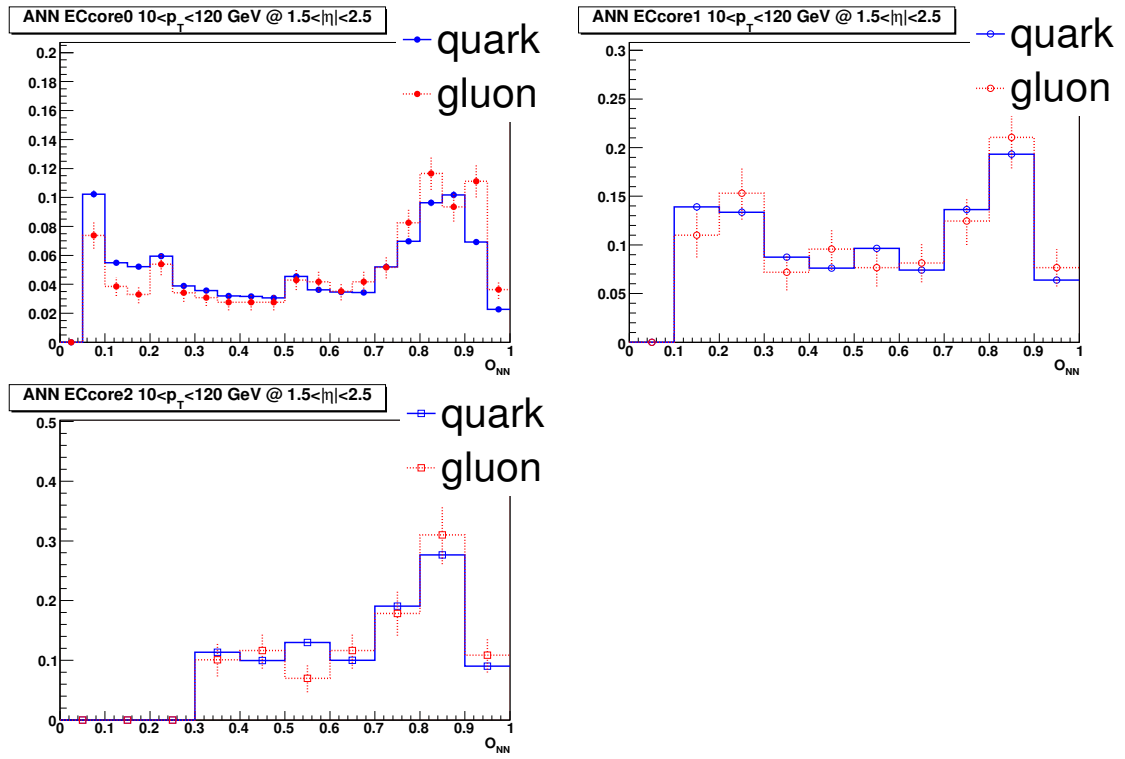 ANN ECcore0 10<p_T<120 GeV @ 1.5<|η|<2.5
quark
gluon
0.2
0.18
0.16
0.14
0.12
0.1
0.08
0.06
0.04
0.02
0
0 0.1 0.2 0.3 0.4 0.5 0.6 0.7 0.8 0.9 1
O_NN
ANN ECcore1 10<p_T<120 GeV @ 1.5<|η|<2.5
quark
gluon
0.3
0.25
0.2
0.15
0.1
0.05
0
0 0.1 0.2 0.3 0.4 0.5 0.6 0.7 0.8 0.9 1
O_NN
ANN ECcore2 10<p_T<120 GeV @ 1.5<|η|<2.5
quark
gluon
0.5
0.4
0.3
0.2
0.1
0
0 0.1 0.2 0.3 0.4 0.5 0.6 0.7 0.8 0.9 1
O_NN